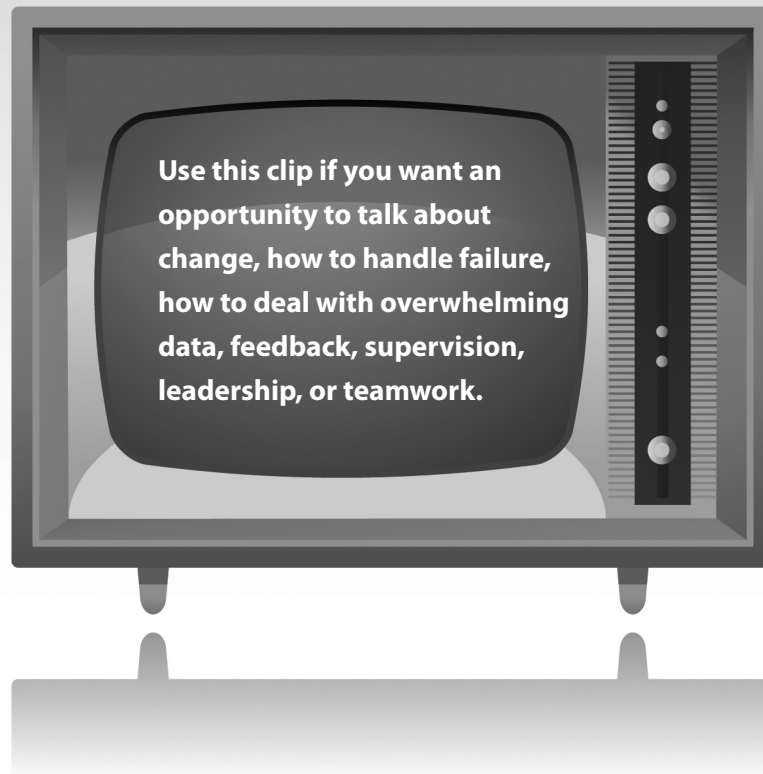 Use this clip if you want an
opportunity to talk about
change, how to handle failure,
how to deal with overwhelming
data, feedback, supervision,
leadership, or teamwork.